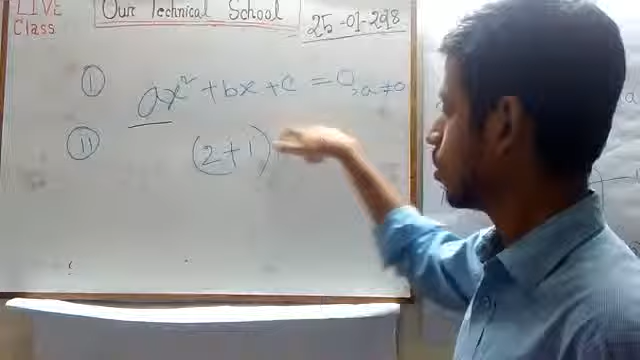 LIVE Class
Our Technical School
25-01-2018
(i) ax² + bx + c = 0, a ≠ 0
(ii) (2+1)